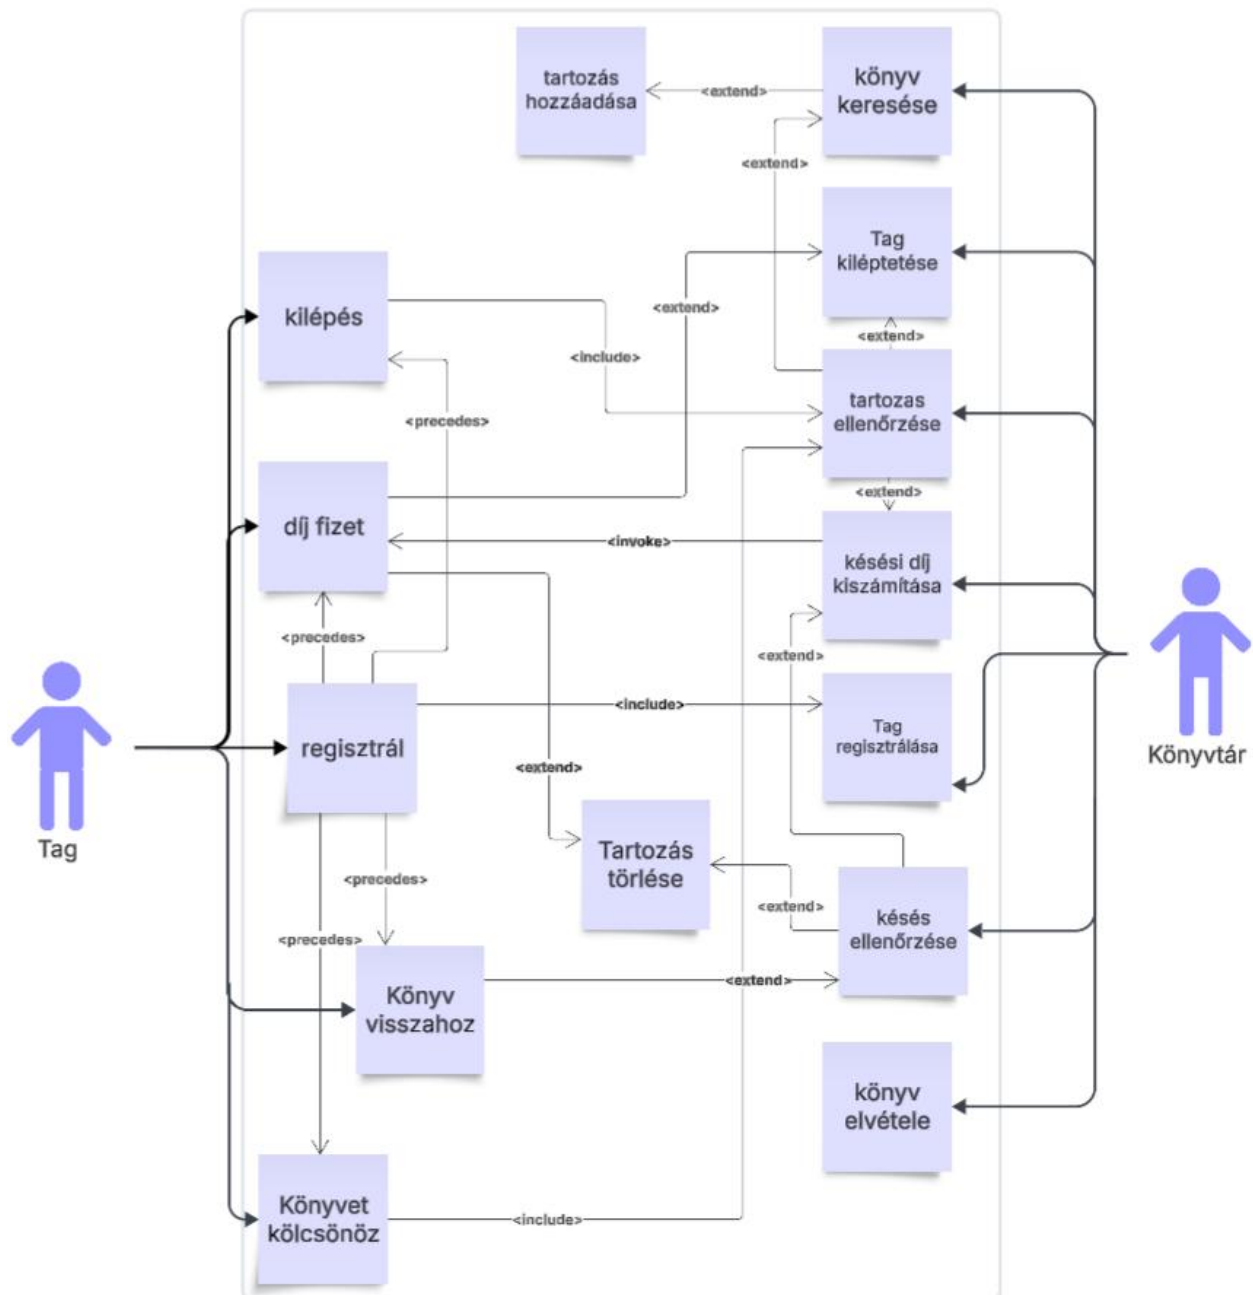 tartozás
hozzáadása
<extend>
könyv
keresése
<extend>
Tag
kiléptetése
kilépés
<extend>
<extend>
<include>
tartozas
ellenőrzése
<precedes>
<extend>
díj fizet
<invoke>
késési díj
kiszámítása
<precedes>
<extend>
regisztrál
<include>
Tag
regisztrálása
Könyvtár
<extend>
Tag
Tartozás
törlése
<precedes>
<extend>
késés
ellenőrzése
<precedes>
<extend>
Könyv
visszahoz
könyv
elvétele
Könyvet
kölcsönöz
<include>